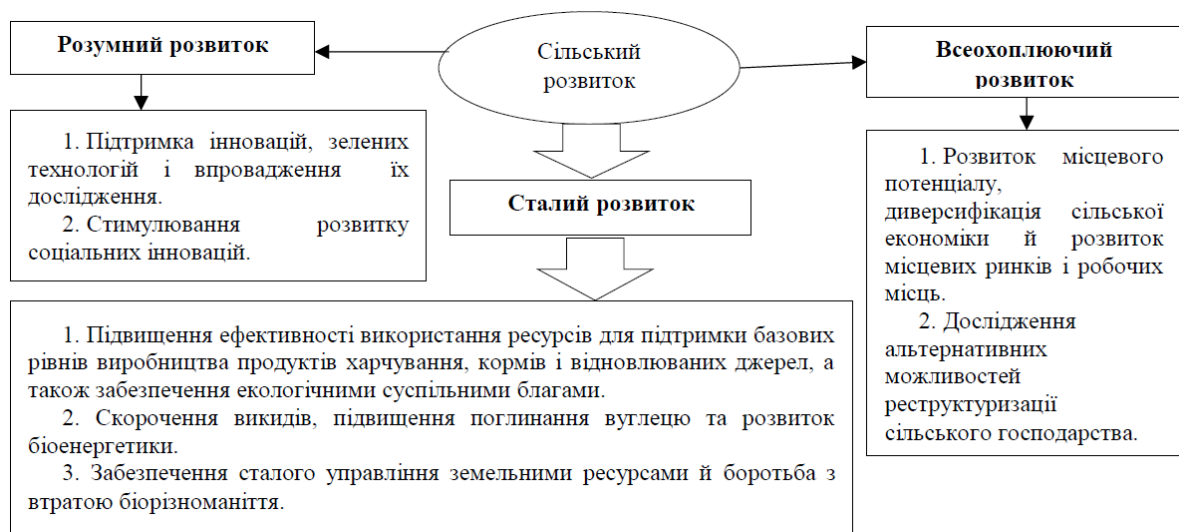 Сільський
розвиток
Розумний розвиток
1. Підтримка інновацій, зелених
технологій і впровадження їх
дослідження.
2. Стимулювання розвитку
соціальних інновацій.
Сталий розвиток
1. Підвищення ефективності використання ресурсів для підтримки базових
рівнів виробництва продуктів харчування, кормів і відновлюваних джерел, а
також забезпечення екологічними суспільними благами.
2. Скорочення викидів, підвищення поглинання вуглецю та розвиток
біоенергетики.
3. Забезпечення сталого управління земельними ресурсами й боротьба з
втратою біорізноманіття.
Всеохоплюючий
розвиток
1. Розвиток місцевого
потенціалу,
диверсифікація сільської
економіки й розвиток
місцевих ринків і робочих
місць.
2. Дослідження
альтернативних
можливостей
реструктуризації
сільського господарства.